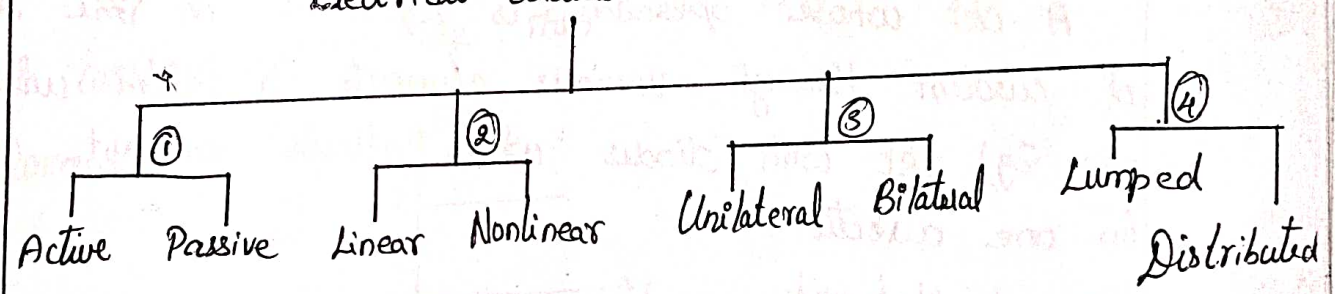 ① ② ③ ④
Active Passive Linear Nonlinear Unilateral Bilateral Lumped Distributed